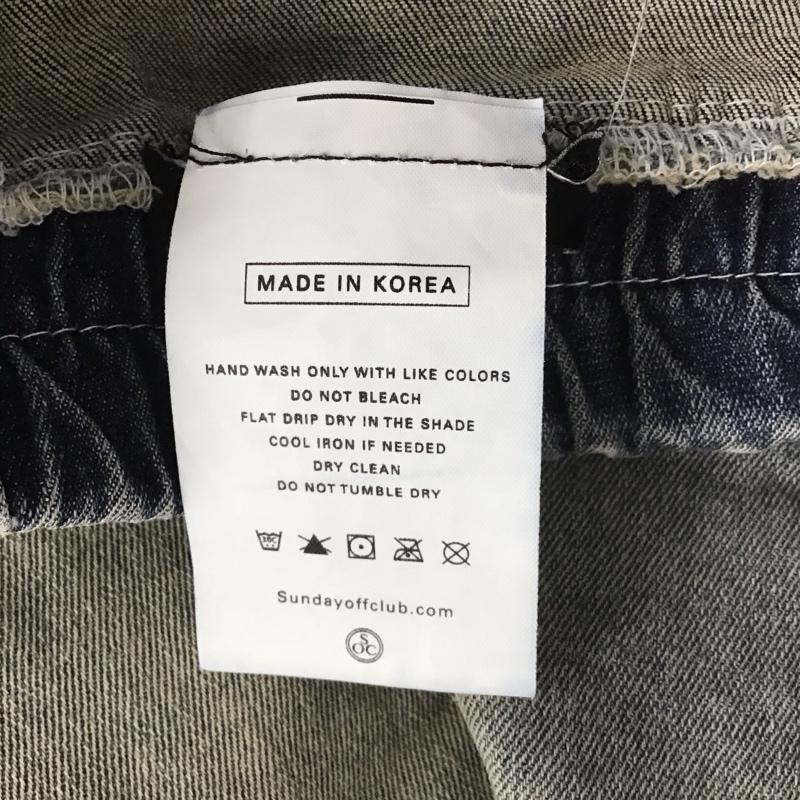 MADE IN KOREA
HAND WASH ONLY WITH LIKE COLORS
DO NOT BLEACH
FLAT DRIP DRY IN THE SHADE
COOL IRON IF NEEDED
DRY CLEAN
DO NOT TUMBLE DRY
30C
Sundayoffclub.com
SOC